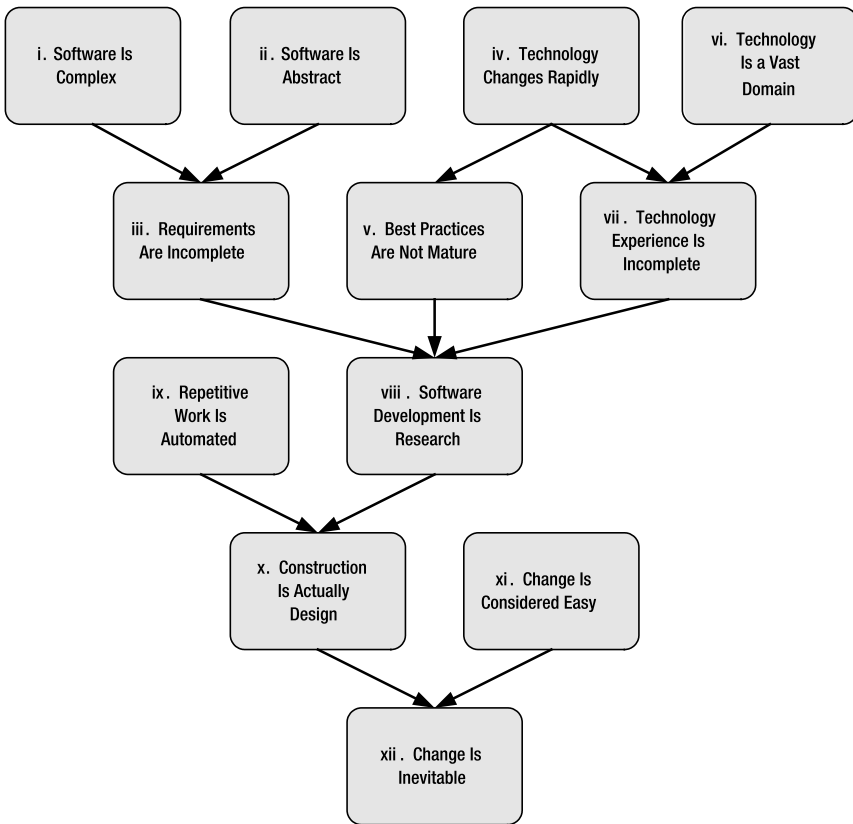 i. Software Is
Complex
ii. Software Is
Abstract
iv. Technology
Changes Rapidly
vi. Technology
Is a Vast
Domain
iii. Requirements
Are Incomplete
v. Best Practices
Are Not Mature
vii. Technology
Experience Is
Incomplete
ix. Repetitive
Work Is
Automated
viii. Software
Development Is
Research
x. Construction
Is Actually
Design
xi. Change Is
Considered Easy
xii. Change Is
Inevitable